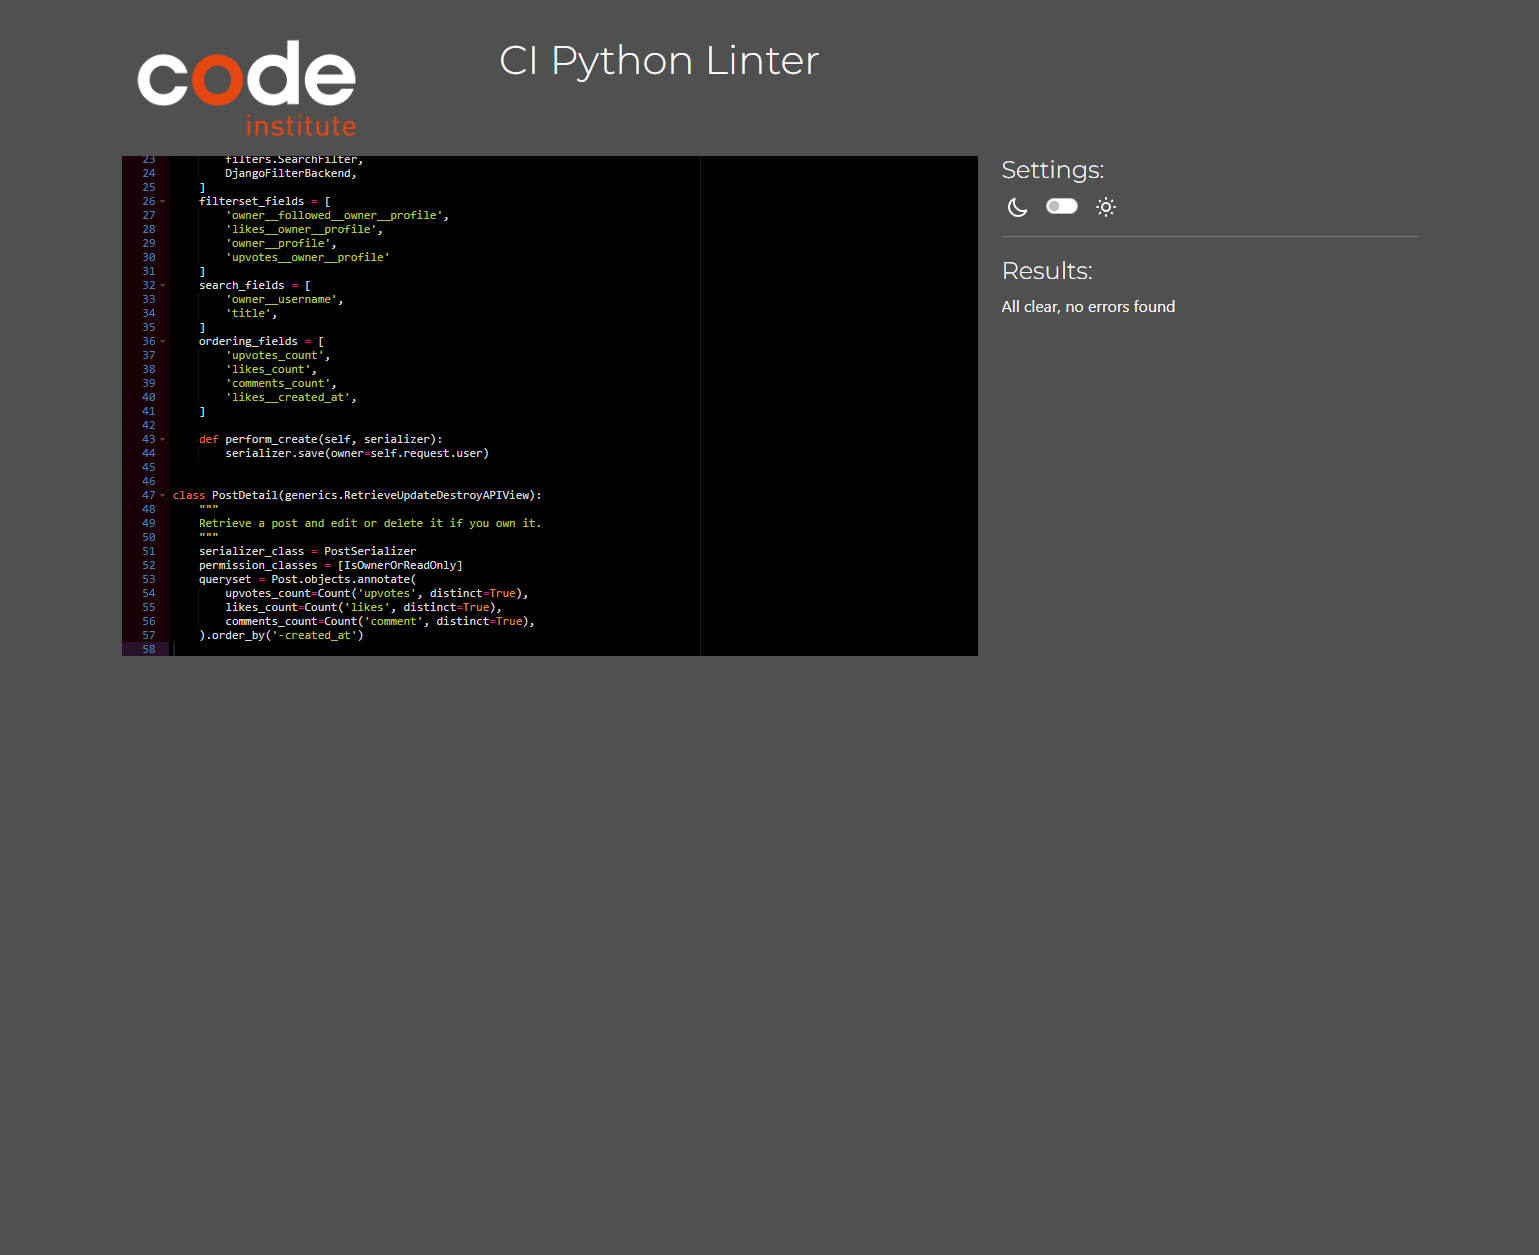 code
institute
CI Python Linter
23 filters.SearchFilter,
24 DjangoFilterBackend,
25 ]
26 filterset_fields = [
27 'owner__followed__owner__profile',
28 'likes__owner__profile',
29 'owner__profile',
30 'upvotes__owner__profile'
31 ]
32 search_fields = [
33 'owner__username',
34 'title',
35 ]
36 ordering_fields = [
37 'upvotes_count',
38 'likes_count',
39 'comments_count',
40 'likes__created_at',
41 ]
42
43 def perform_create(self, serializer):
44 serializer.save(owner=self.request.user)
45
46
47 class PostDetail(generics.RetrieveUpdateDestroyAPIView):
48 """
49 Retrieve a post and edit or delete it if you own it.
50 """
51 serializer_class = PostSerializer
52 permission_classes = [IsOwnerOrReadOnly]
53 queryset = Post.objects.annotate(
54 upvotes_count=Count('upvotes', distinct=True),
55 likes_count=Count('likes', distinct=True),
56 comments_count=Count('comment', distinct=True),
57 ).order_by('-created_at')
58
Settings:
Results:
All clear, no errors found